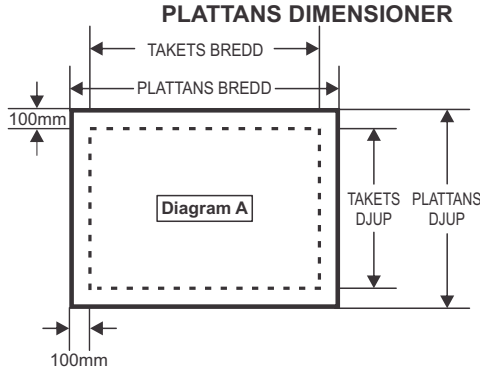 PLATTANS DIMENSIONER
TAKETS BREDD
PLATTANS BREDD
100mm
Diagram A
TAKETS
DJUP
PLATTANS
DJUP
100mm